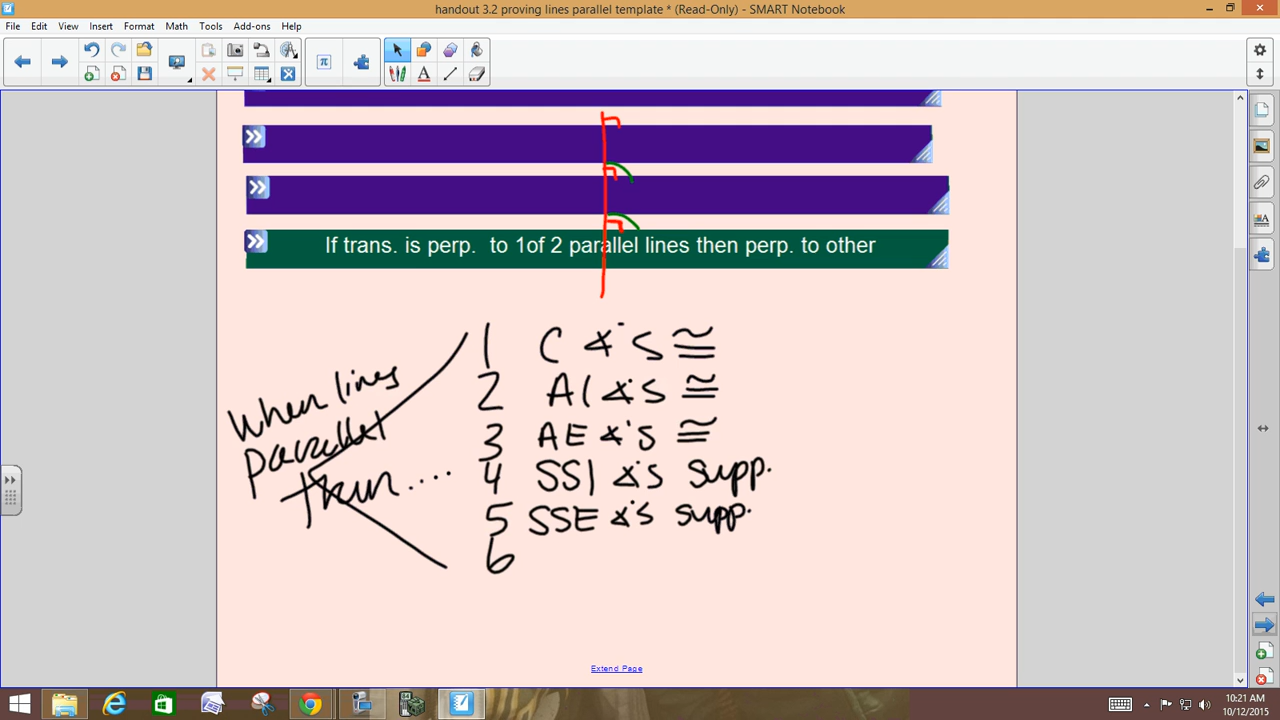 handout 3.2 proving lines parallel template * (Read-Only) - SMART Notebook
File Edit View Insert Format Math Tools Add-ons Help
If trans. is perp. to 1of 2 parallel lines then perp. to other
When lines
parallel
then....
1 C ∡'s ≅
2 AI ∡'s ≅
3 AE ∡'s ≅
4 SSI ∡'s supp.
5 SSE ∡'s supp.
6
Extend Page
10:21 AM
10/12/2015